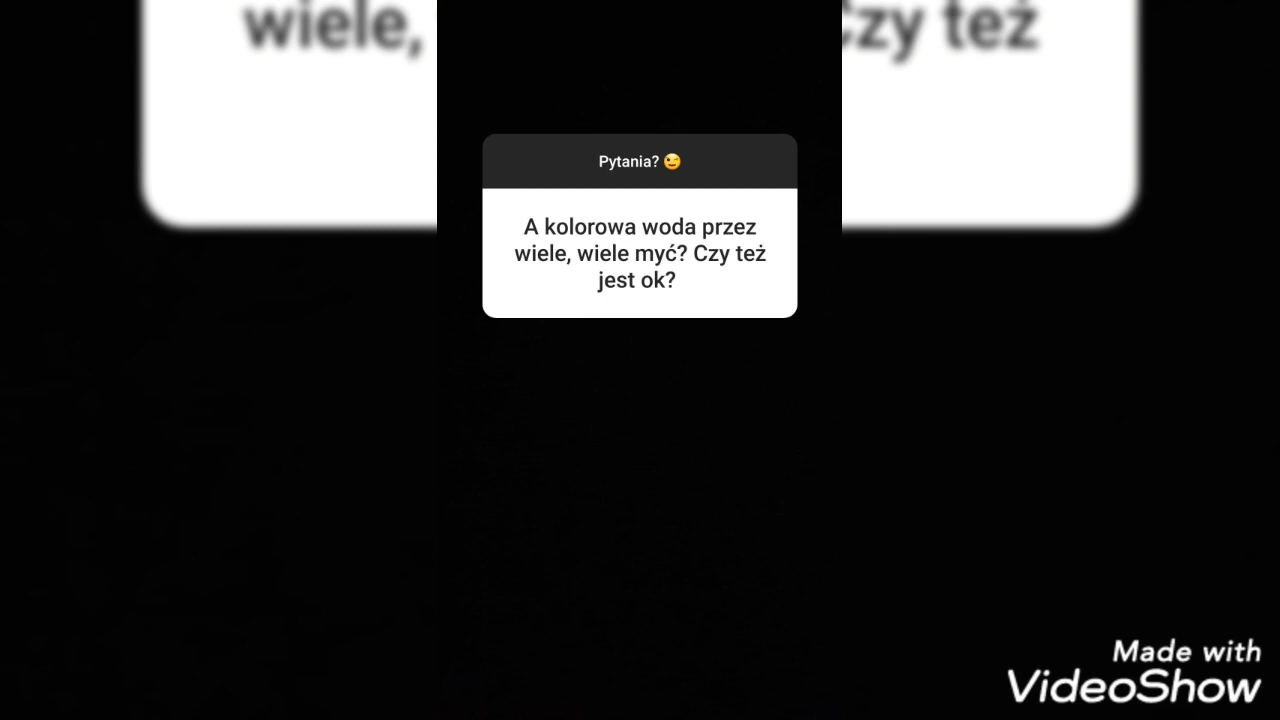 wiele,
Czy też
Pytania? 😉
A kolorowa woda przez
wiele, wiele myć? Czy też
jest ok?
Made with
VideoShow